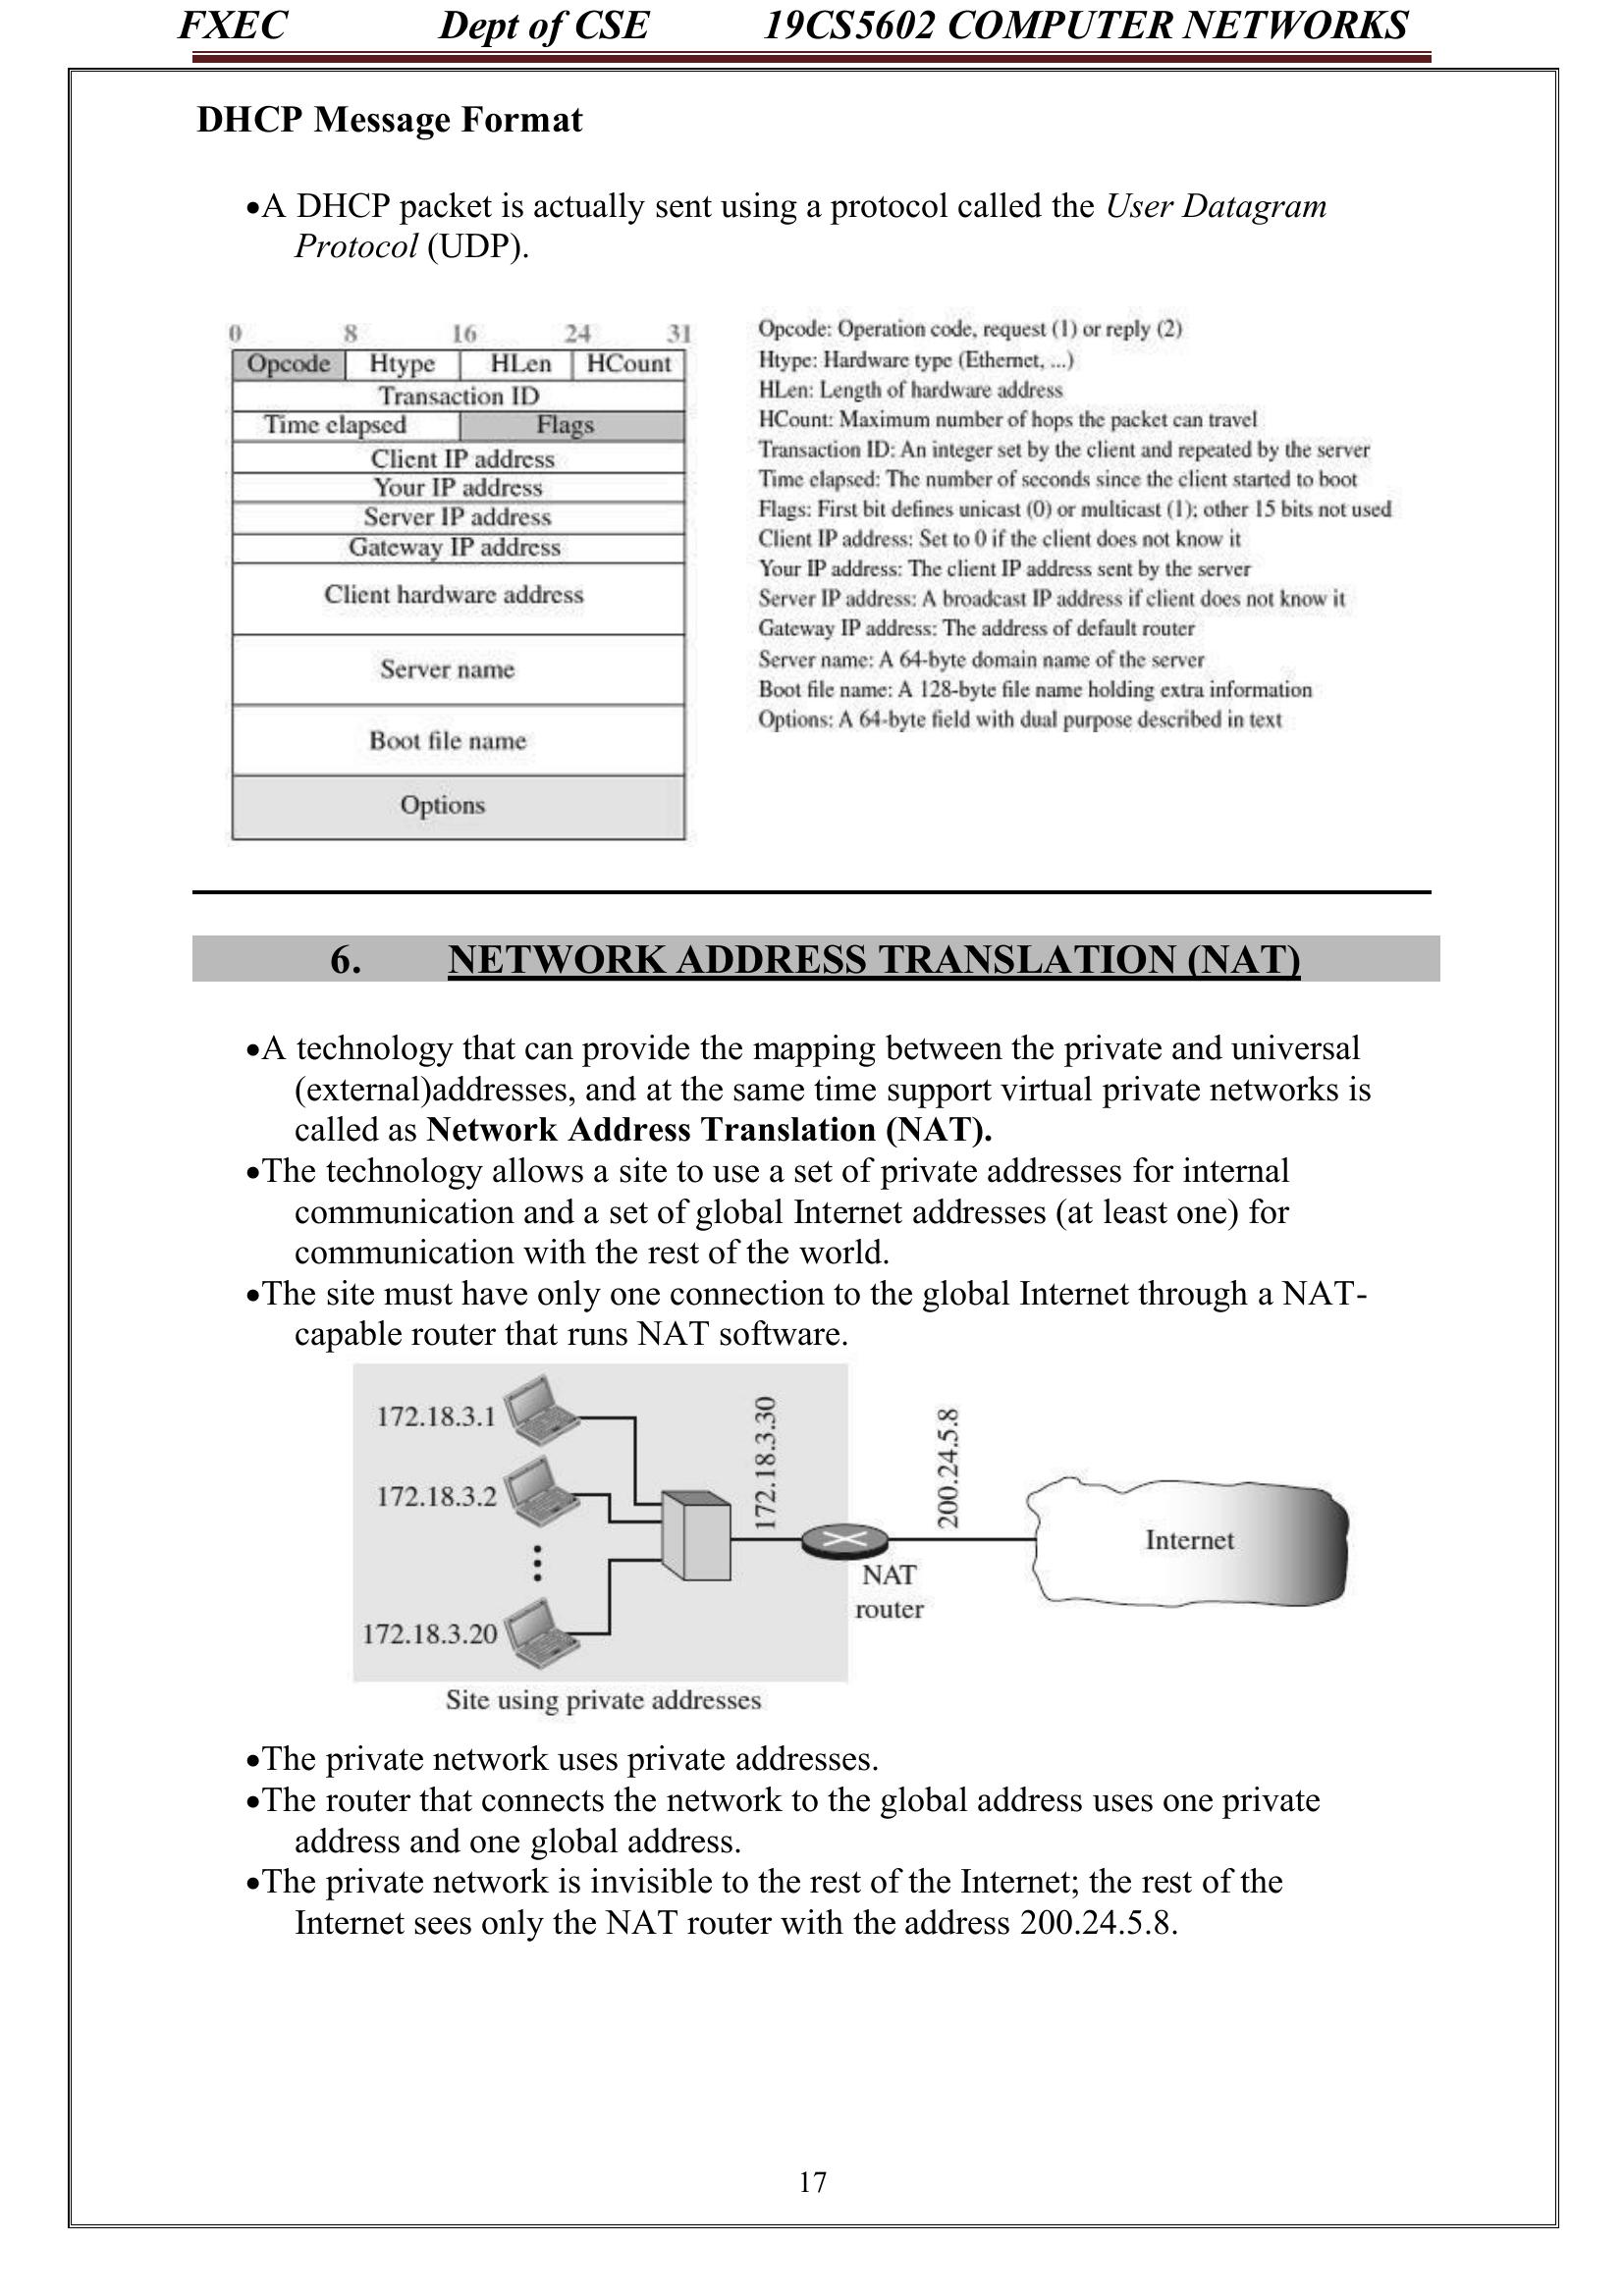 FXEC Dept of CSE 19CS5602 COMPUTER NETWORKS
DHCP Message Format
•A DHCP packet is actually sent using a protocol called the User Datagram
Protocol (UDP).
0 8 16 24 31
Opcode Htype HLen HCount
Transaction ID
Time elapsed Flags
Client IP address
Your IP address
Server IP address
Gateway IP address
Client hardware address
Server name
Boot file name
Options
Opcode: Operation code, request (1) or reply (2)
Htype: Hardware type (Ethernet, ...)
HLen: Length of hardware address
HCount: Maximum number of hops the packet can travel
Transaction ID: An integer set by the client and repeated by the server
Time elapsed: The number of seconds since the client started to boot
Flags: First bit defines unicast (0) or multicast (1); other 15 bits not used
Client IP address: Set to 0 if the client does not know it
Your IP address: The client IP address sent by the server
Server IP address: A broadcast IP address if client does not know it
Gateway IP address: The address of default router
Server name: A 64-byte domain name of the server
Boot file name: A 128-byte file name holding extra information
Options: A 64-byte field with dual purpose described in text
6. NETWORK ADDRESS TRANSLATION (NAT)
•A technology that can provide the mapping between the private and universal
(external)addresses, and at the same time support virtual private networks is
called as Network Address Translation (NAT).
•The technology allows a site to use a set of private addresses for internal
communication and a set of global Internet addresses (at least one) for
communication with the rest of the world.
•The site must have only one connection to the global Internet through a NAT-
capable router that runs NAT software.
172.18.3.1
172.18.3.2
172.18.3.20
172.18.3.30
200.24.5.8
NAT
router
Internet
Site using private addresses
•The private network uses private addresses.
•The router that connects the network to the global address uses one private
address and one global address.
•The private network is invisible to the rest of the Internet; the rest of the
Internet sees only the NAT router with the address 200.24.5.8.
17